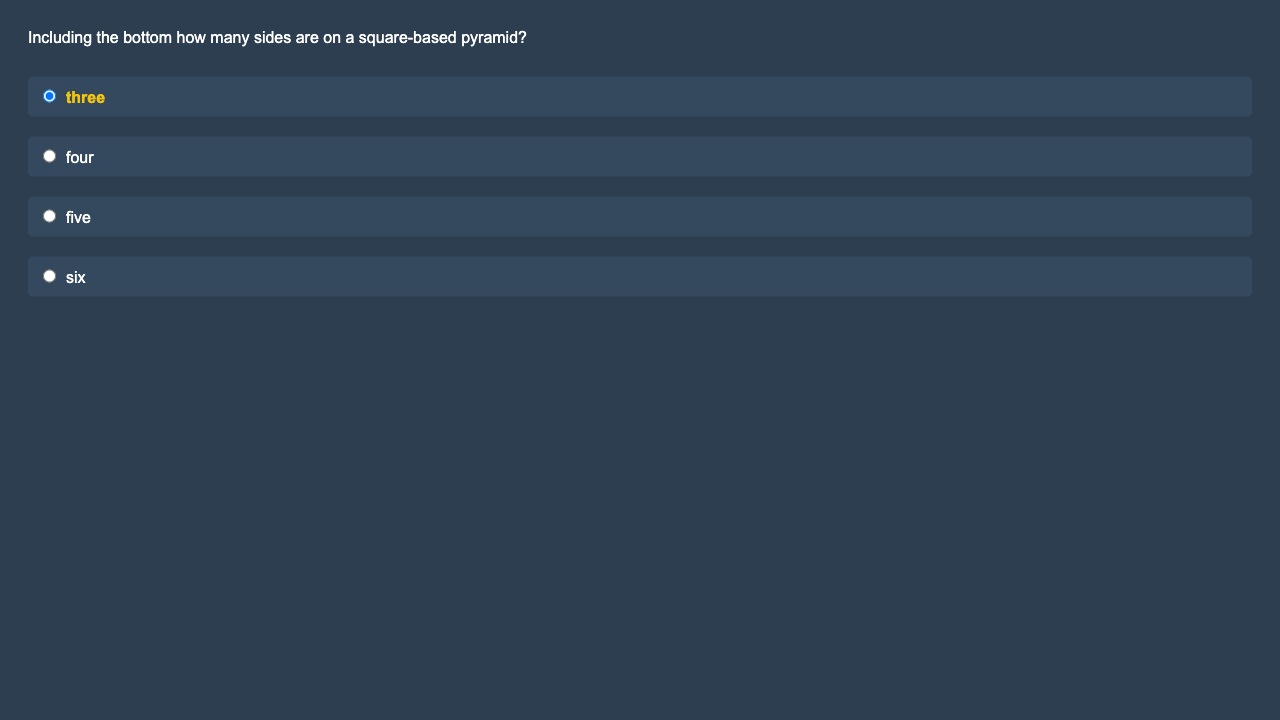 Including the bottom how many sides are on a square-based pyramid?
three
four
five
six